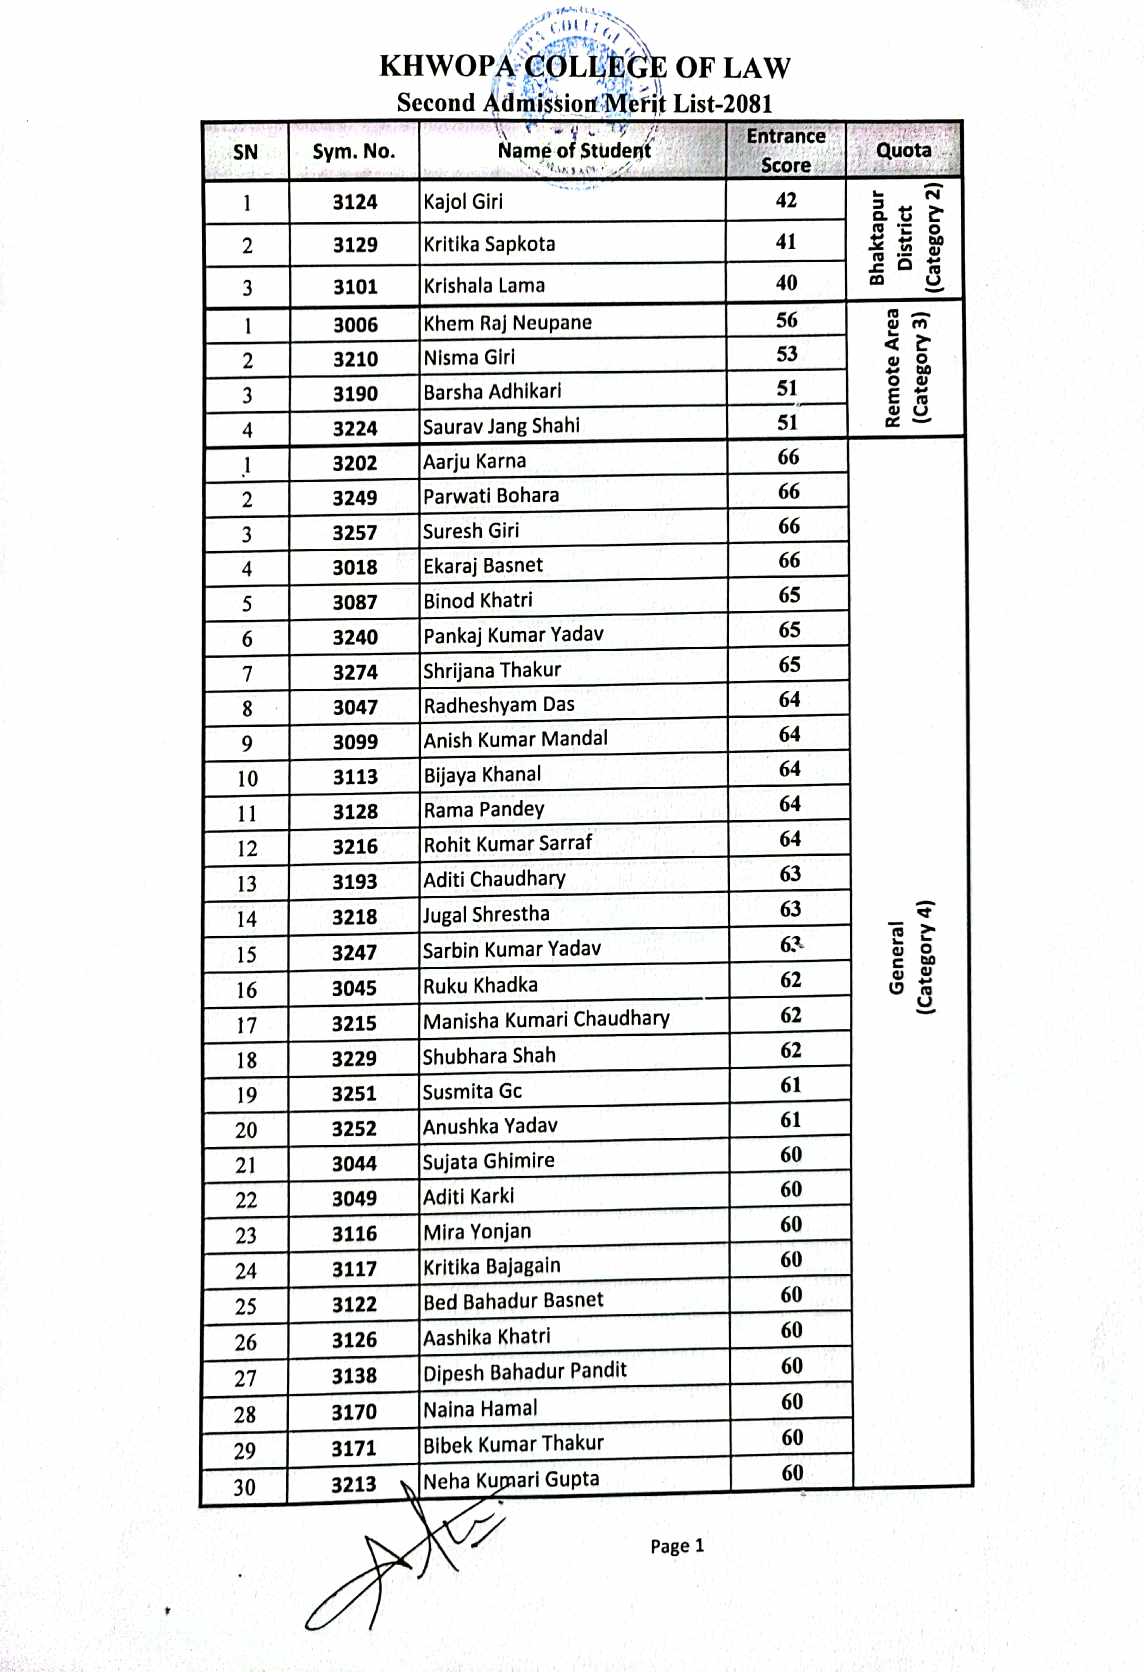 KHWOPA COLLEGE OF LAW
Second Admission Merit List-2081
SN Sym. No. Name of Student Entrance Score Quota
1 3124 Kajol Giri 42
2 3129 Kritika Sapkota 41
3 3101 Krishala Lama 40
Bhaktapur District (Category 2)
1 3006 Khem Raj Neupane 56
2 3210 Nisma Giri 53
3 3190 Barsha Adhikari 51
4 3224 Saurav Jang Shahi 51
Remote Area (Category 3)
1 3202 Aarju Karna 66
2 3249 Parwati Bohara 66
3 3257 Suresh Giri 66
4 3018 Ekaraj Basnet 66
5 3087 Binod Khatri 65
6 3240 Pankaj Kumar Yadav 65
7 3274 Shrijana Thakur 65
8 3047 Radheshyam Das 64
9 3099 Anish Kumar Mandal 64
10 3113 Bijaya Khanal 64
11 3128 Rama Pandey 64
12 3216 Rohit Kumar Sarraf 64
13 3193 Aditi Chaudhary 63
14 3218 Jugal Shrestha 63
15 3247 Sarbin Kumar Yadav 63
16 3045 Ruku Khadka 62
17 3215 Manisha Kumari Chaudhary 62
18 3229 Shubhara Shah 62
19 3251 Susmita Gc 61
20 3252 Anushka Yadav 61
21 3044 Sujata Ghimire 60
22 3049 Aditi Karki 60
23 3116 Mira Yonjan 60
24 3117 Kritika Bajagain 60
25 3122 Bed Bahadur Basnet 60
26 3126 Aashika Khatri 60
27 3138 Dipesh Bahadur Pandit 60
28 3170 Naina Hamal 60
29 3171 Bibek Kumar Thakur 60
30 3213 Neha Kumari Gupta 60
General (Category 4)
Page 1